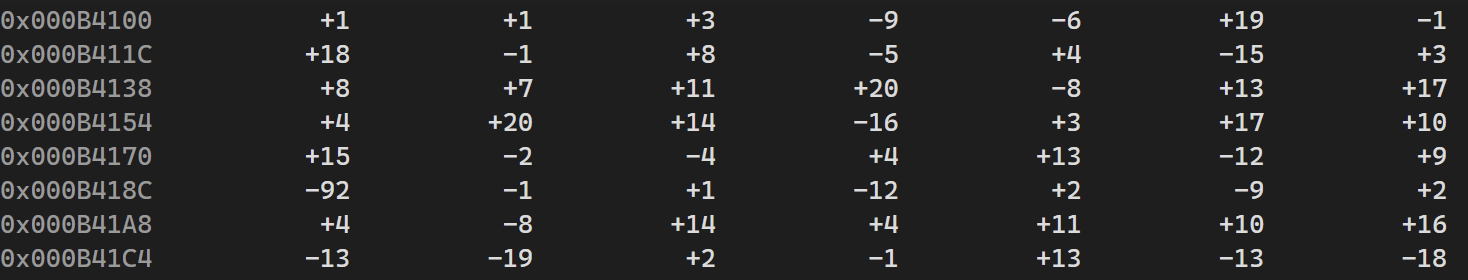 0x000B4100 +1 +1 +3 −9 −6 +19 −1
0x000B411C +18 −1 +8 −5 +4 −15 +3
0x000B4138 +8 +7 +11 +20 −8 +13 +17
0x000B4154 +4 +20 +14 −16 +3 +17 +10
0x000B4170 +15 −2 −4 +4 +13 −12 +9
0x000B418C −92 −1 +1 −12 +2 −9 +2
0x000B41A8 +4 −8 +14 +4 +11 +10 +16
0x000B41C4 −13 −19 +2 −1 +13 −13 −18